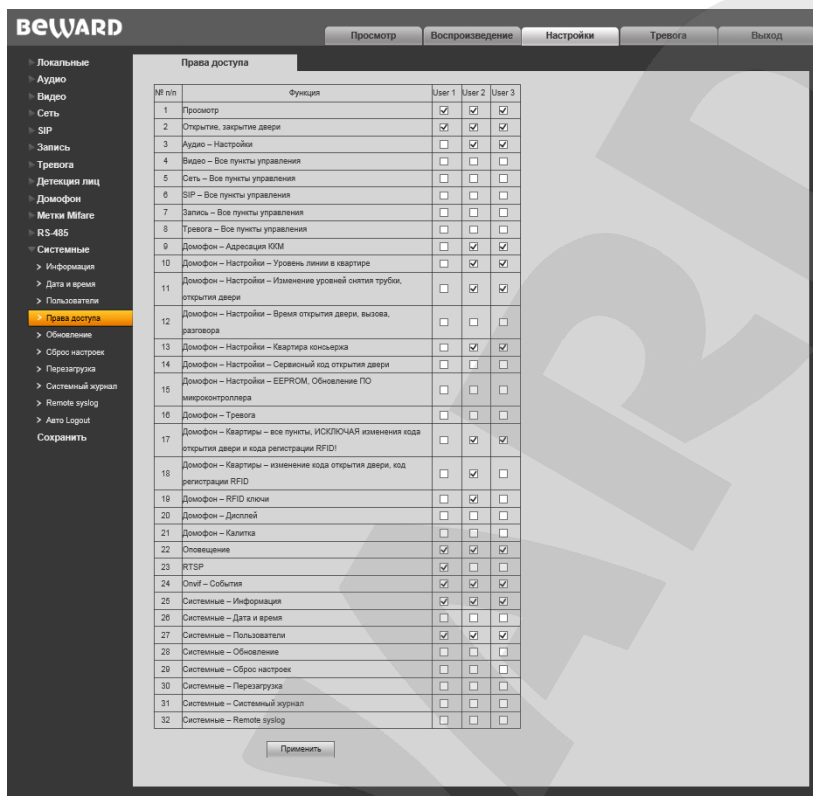 BEWARD
Просмотр Воспроизведение Настройки Тревога Выход
Локальные
Аудио
Видео
Сеть
SIP
Запись
Тревога
Детекция лиц
Домофон
Метки Mifare
RS-485
Системные
Информация
Дата и время
Пользователи
Права доступа
Обновление
Сброс настроек
Перезагрузка
Системный журнал
Remote syslog
Авто Logout
Сохранить
Права доступа
№ п/п Функция User 1 User 2 User 3
1 Просмотр
2 Открытие, закрытие двери
3 Аудио – Настройки
4 Видео – Все пункты управления
5 Сеть – Все пункты управления
6 SIP – Все пункты управления
7 Запись – Все пункты управления
8 Тревога – Все пункты управления
9 Домофон – Адресация ККМ
10 Домофон – Настройки – Уровень линии в квартире
11 Домофон – Настройки – Изменение уровней снятия трубки,
открытия двери
12 Домофон – Настройки – Время открытия двери, вызова,
разговора
13 Домофон – Настройки – Квартира консьержа
14 Домофон – Настройки – Сервисный код открытия двери
15 Домофон – Настройки – EEPROM, Обновление ПО
микроконтроллера
16 Домофон – Тревога
17 Домофон – Квартиры – все пункты, ИСКЛЮЧАЯ изменения кода
открытия двери и кода регистрации RFID!
18 Домофон – Квартиры – изменение кода открытия двери, код
регистрации RFID
19 Домофон – RFID ключи
20 Домофон – Дисплей
21 Домофон – Калитка
22 Оповещение
23 RTSP
24 Onvif – События
25 Системные – Информация
26 Системные – Дата и время
27 Системные – Пользователи
28 Системные – Обновление
29 Системные – Сброс настроек
30 Системные – Перезагрузка
31 Системные – Системный журнал
32 Системные – Remote syslog
Применить